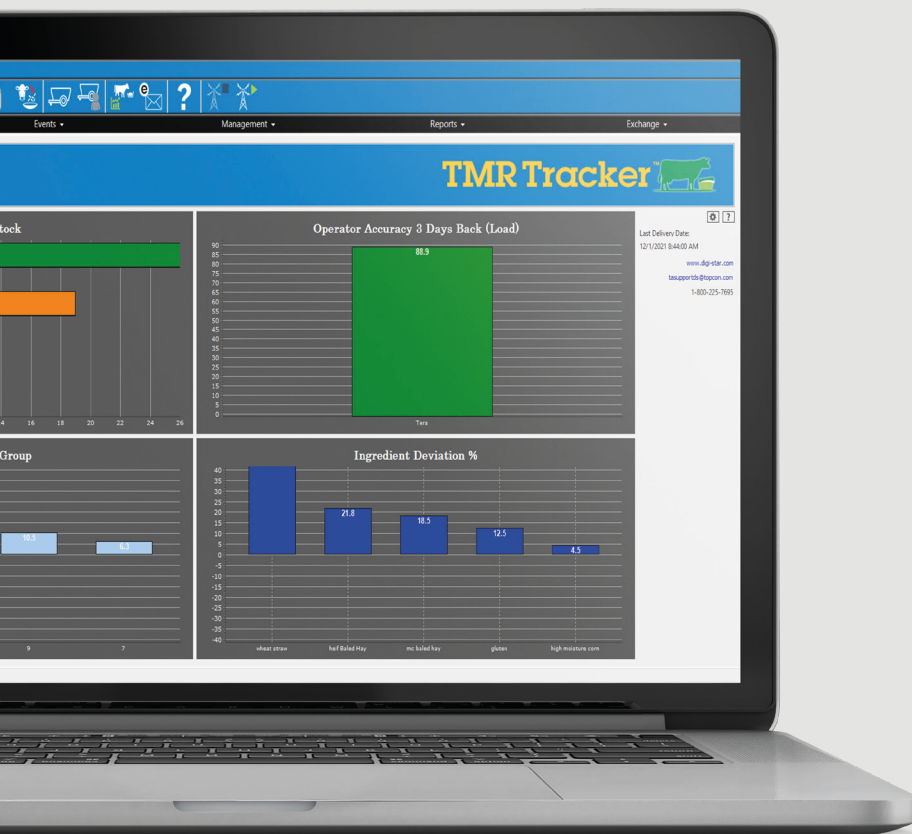 Events
Management
Reports
Exchange
TMR Tracker™
tock
Operator Accuracy 3 Days Back (Load)
Last Delivery Date:
12/1/2021 8:44:00 AM
www.digi-star.com
tasupportds@topcon.com
1-800-225-7695
90
88.9
85
80
75
70
65
60
55
50
45
40
35
30
25
20
15
10
5
0
4 16 18 20 22 24 26
Tera
Group
Ingredient Deviation %
40
35
30
25
21.8
20
18.5
15
12.5
10
5
4.5
0
-5
-10
-15
-20
-25
-30
-35
-40
10.5
6.3
9 7
wheat straw heif Baled Hay mc baled hay gluten high moisture corn